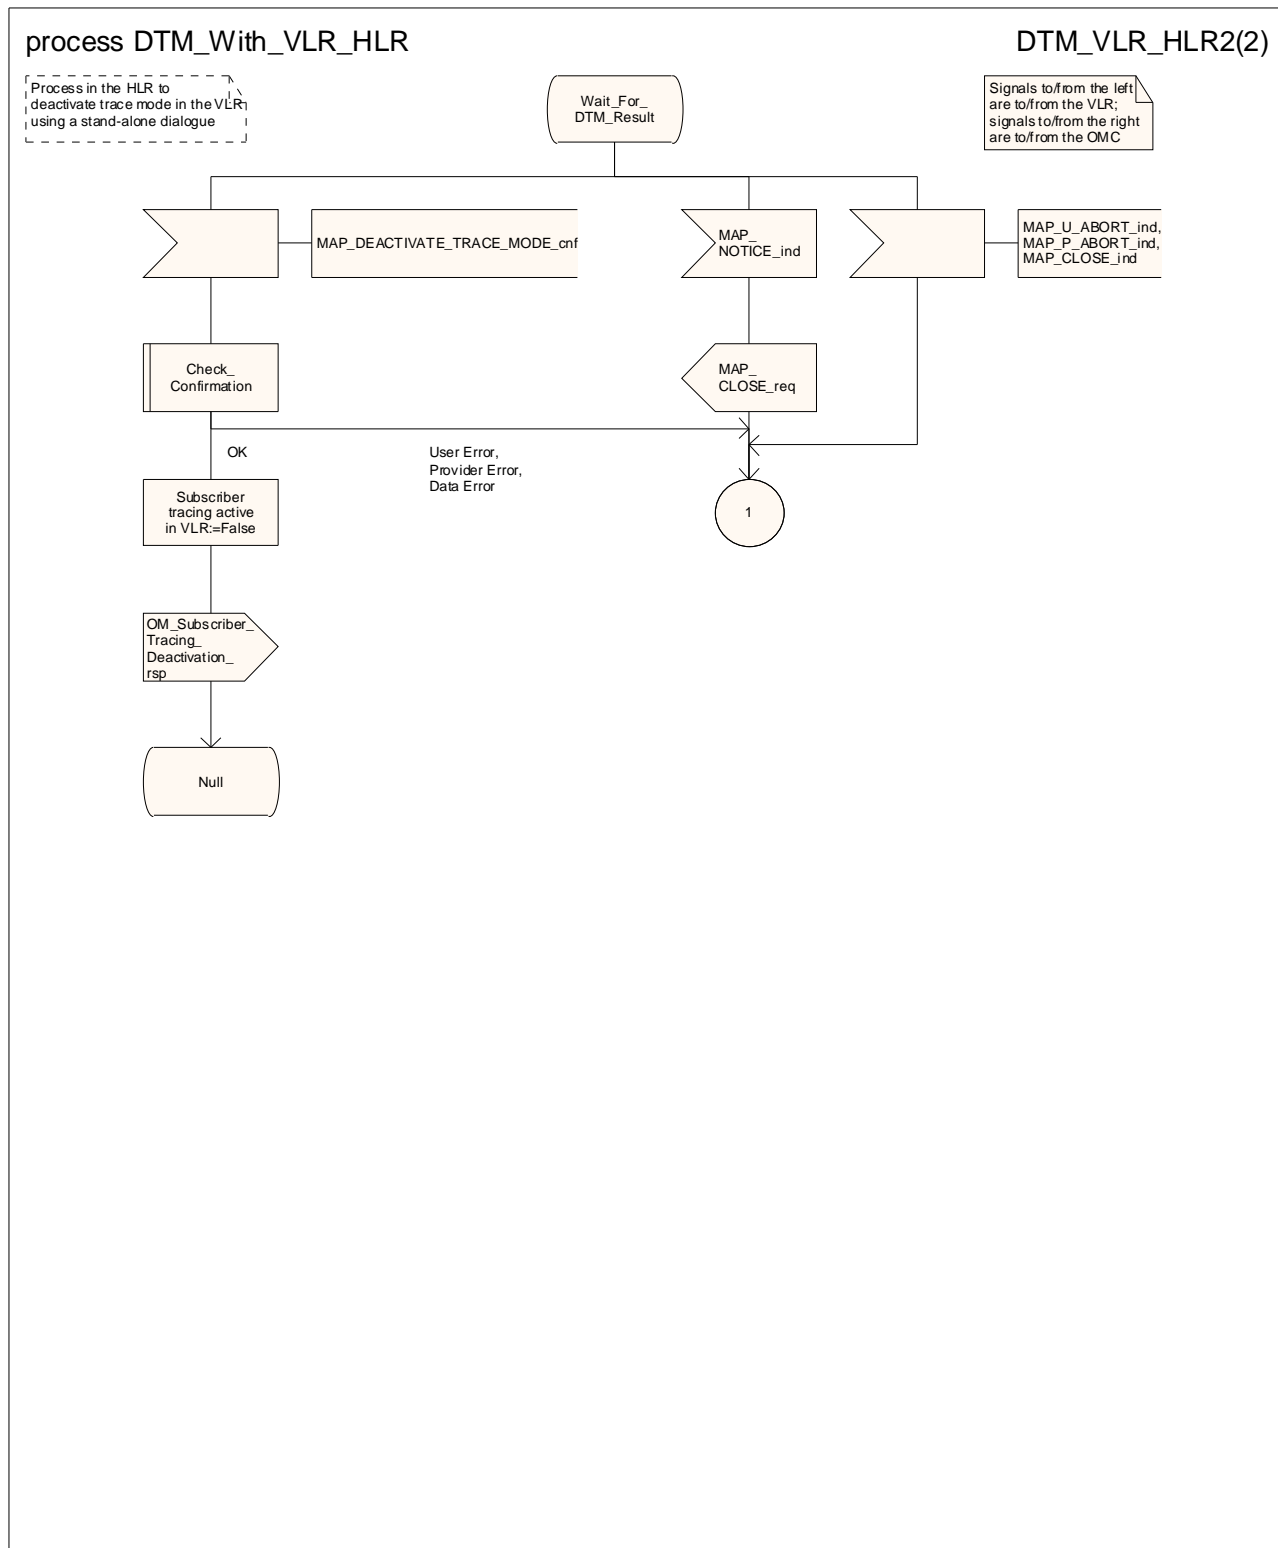 process DTM_With_VLR_HLR
DTM_VLR_HLR2(2)
Process in the HLR to
deactivate trace mode in the VLR
using a stand-alone dialogue
Wait_For_
DTM_Result
Signals to/from the left
are to/from the VLR;
signals to/from the right
are to/from the OMC
MAP_DEACTIVATE_TRACE_MODE_cnf
MAP_
NOTICE_ind
MAP_U_ABORT_ind,
MAP_P_ABORT_ind,
MAP_CLOSE_ind
Check_
Confirmation
MAP_
CLOSE_req
OK
User Error,
Provider Error,
Data Error
Subscriber
tracing active
in VLR:=False
1
OM_Subscriber_
Tracing_
Deactivation_
rsp
Null